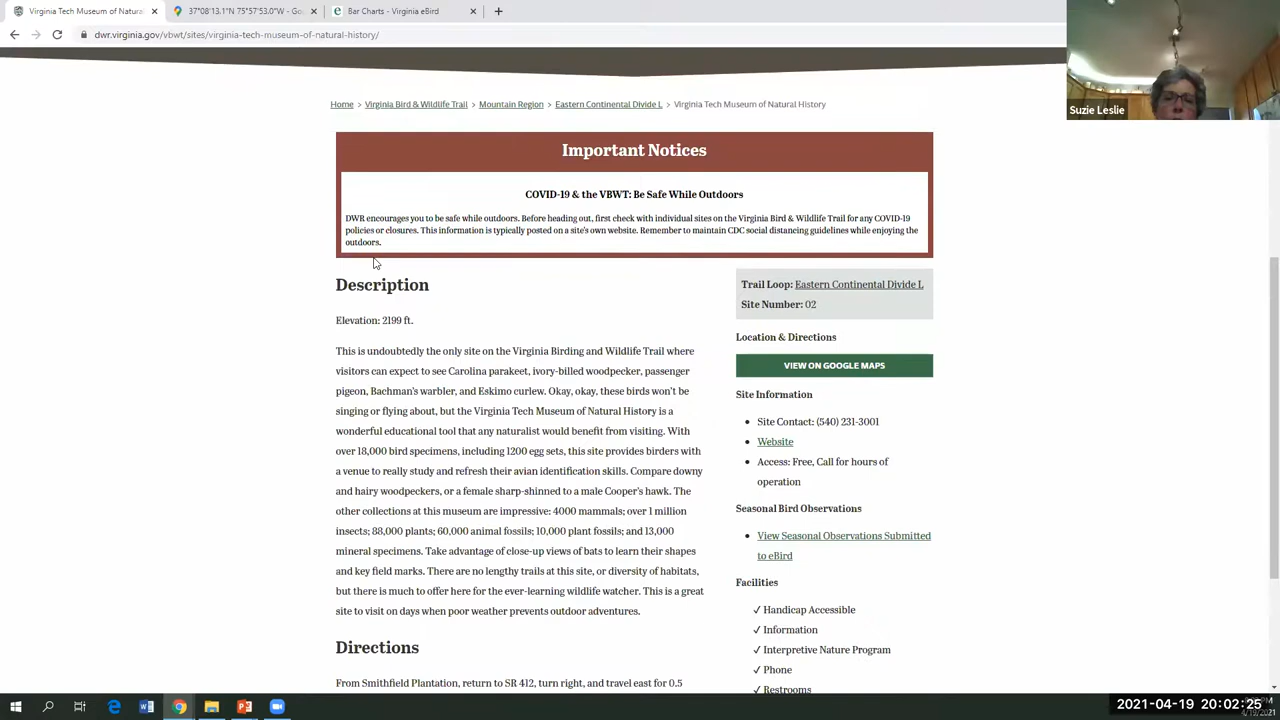 Virginia Tech Museum of Natural
37°08'13.1"N 75°57'53.0"W - Goo
Bar Charts - Virginia eBird
dwr.virginia.gov/vbwt/sites/virginia-tech-museum-of-natural-history/
Suzie Leslie
Home > Virginia Bird & Wildlife Trail > Mountain Region > Eastern Continental Divide L > Virginia Tech Museum of Natural History
Important Notices
COVID-19 & the VBWT: Be Safe While Outdoors
DWR encourages you to be safe while outdoors. Before heading out, first check with individual sites on the Virginia Bird & Wildlife Trail for any COVID-19
policies or closures. This information is typically posted on a site's own website. Remember to maintain CDC social distancing guidelines while enjoying the
outdoors.
Description
Elevation: 2199 ft.
This is undoubtedly the only site on the Virginia Birding and Wildlife Trail where
visitors can expect to see Carolina parakeet, ivory-billed woodpecker, passenger
pigeon, Bachman's warbler, and Eskimo curlew. Okay, okay, these birds won't be
singing or flying about, but the Virginia Tech Museum of Natural History is a
wonderful educational tool that any naturalist would benefit from visiting. With
over 18,000 bird specimens, including 1200 egg sets, this site provides birders with
a venue to really study and refresh their avian identification skills. Compare downy
and hairy woodpeckers, or a female sharp-shinned to a male Cooper's hawk. The
other collections at this museum are impressive: 4000 mammals; over 1 million
insects; 88,000 plants; 60,000 animal fossils; 10,000 plant fossils; and 13,000
mineral specimens. Take advantage of close-up views of bats to learn their shapes
and key field marks. There are no lengthy trails at this site, or diversity of habitats,
but there is much to offer here for the ever-learning wildlife watcher. This is a great
site to visit on days when poor weather prevents outdoor adventures.
Directions
From Smithfield Plantation, return to SR 412, turn right, and travel east for 0.5
Trail Loop: Eastern Continental Divide L
Site Number: 02
Location & Directions
VIEW ON GOOGLE MAPS
Site Information
Site Contact: (540) 231-3001
Website
Access: Free, Call for hours of
operation
Seasonal Bird Observations
View Seasonal Observations Submitted
to eBird
Facilities
✓ Handicap Accessible
✓ Information
✓ Interpretive Nature Program
✓ Phone
✓ Restrooms
2021-04-19 20:02:25
4/19/2021